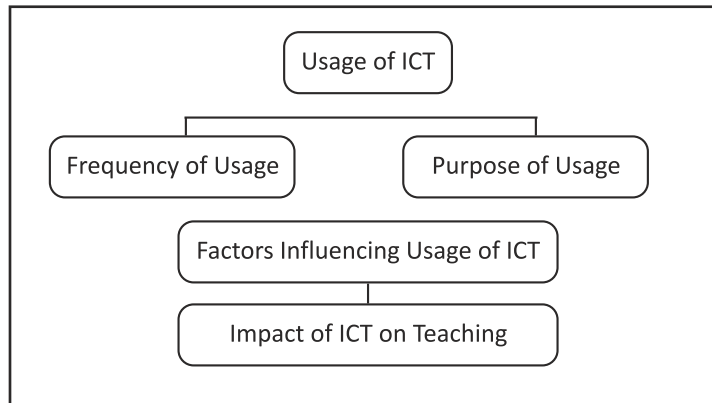 Usage of ICT
Frequency of Usage
Purpose of Usage
Factors Influencing Usage of ICT
Impact of ICT on Teaching